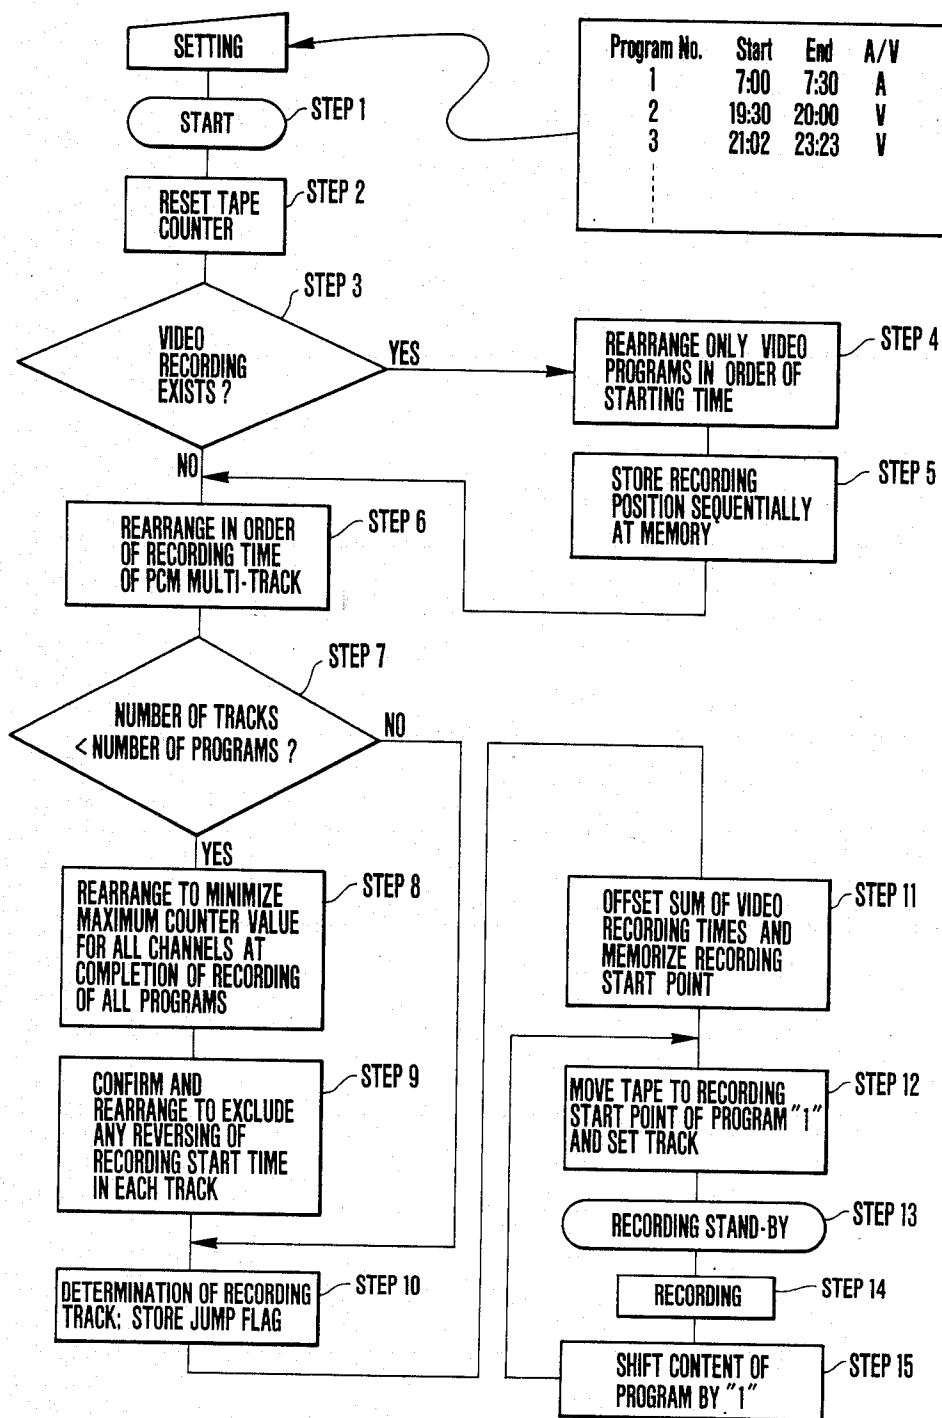 SETTING
Program No. Start End A/V
1 7:00 7:30 A
2 19:30 20:00 V
3 21:02 23:23 V
START
STEP 1
RESET TAPE
COUNTER
STEP 2
STEP 3
VIDEO
RECORDING
EXISTS ?
YES
NO
REARRANGE ONLY VIDEO
PROGRAMS IN ORDER OF
STARTING TIME
STEP 4
STORE RECORDING
POSITION SEQUENTIALLY
AT MEMORY
STEP 5
REARRANGE IN ORDER
OF RECORDING TIME
OF PCM MULTI-TRACK
STEP 6
STEP 7
NUMBER OF TRACKS
< NUMBER OF PROGRAMS ?
NO
YES
REARRANGE TO MINIMIZE
MAXIMUM COUNTER VALUE
FOR ALL CHANNELS AT
COMPLETION OF RECORDING
OF ALL PROGRAMS
STEP 8
CONFIRM AND
REARRANGE TO EXCLUDE
ANY REVERSING OF
RECORDING START TIME
IN EACH TRACK
STEP 9
DETERMINATION OF RECORDING
TRACK: STORE JUMP FLAG
STEP 10
OFFSET SUM OF VIDEO
RECORDING TIMES AND
MEMORIZE RECORDING
START POINT
STEP 11
MOVE TAPE TO RECORDING
START POINT OF PROGRAM "1"
AND SET TRACK
STEP 12
RECORDING STAND-BY
STEP 13
RECORDING
STEP 14
SHIFT CONTENT OF
PROGRAM BY "1"
STEP 15